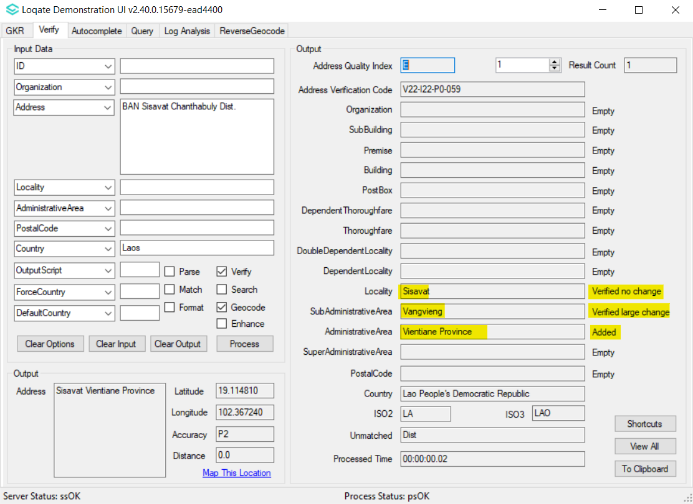 Loqate Demonstration UI v2.40.0.15679-ead4400
GKR Verify Autocomplete Query Log Analysis ReverseGeocode
Input Data
ID
Organization
Address BAN Sisavat Chanthabuly Dist.
Locality
AdministrativeArea
PostalCode
Country Laos
OutputScript Parse Verify
ForceCountry Match Search
DefaultCountry Format Geocode
Enhance
Clear Options Clear Input Clear Output Process
Output
Address Sisavat Vientiane Province Latitude 19.114810
Longitude 102.367240
Accuracy P2
Distance 0.0
Map This Location
Output
Address Quality Index E 1 Result Count 1
Address Verification Code V22-I22-P0-059
Organization Empty
SubBuilding Empty
Premise Empty
Building Empty
PostBox Empty
DependentThoroughfare Empty
Thoroughfare Empty
DoubleDependentLocality Empty
DependentLocality Empty
Locality Sisavat Verified no change
SubAdministrativeArea Vangvieng Verified large change
AdministrativeArea Vientiane Province Added
SuperAdministrativeArea Empty
PostalCode Empty
Country Lao People's Democratic Republic
ISO2 LA ISO3 LAO
Unmatched Dist
Processed Time 00:00:00.02
Shortcuts
View All
To Clipboard
Server Status: ssOK Process Status: psOK